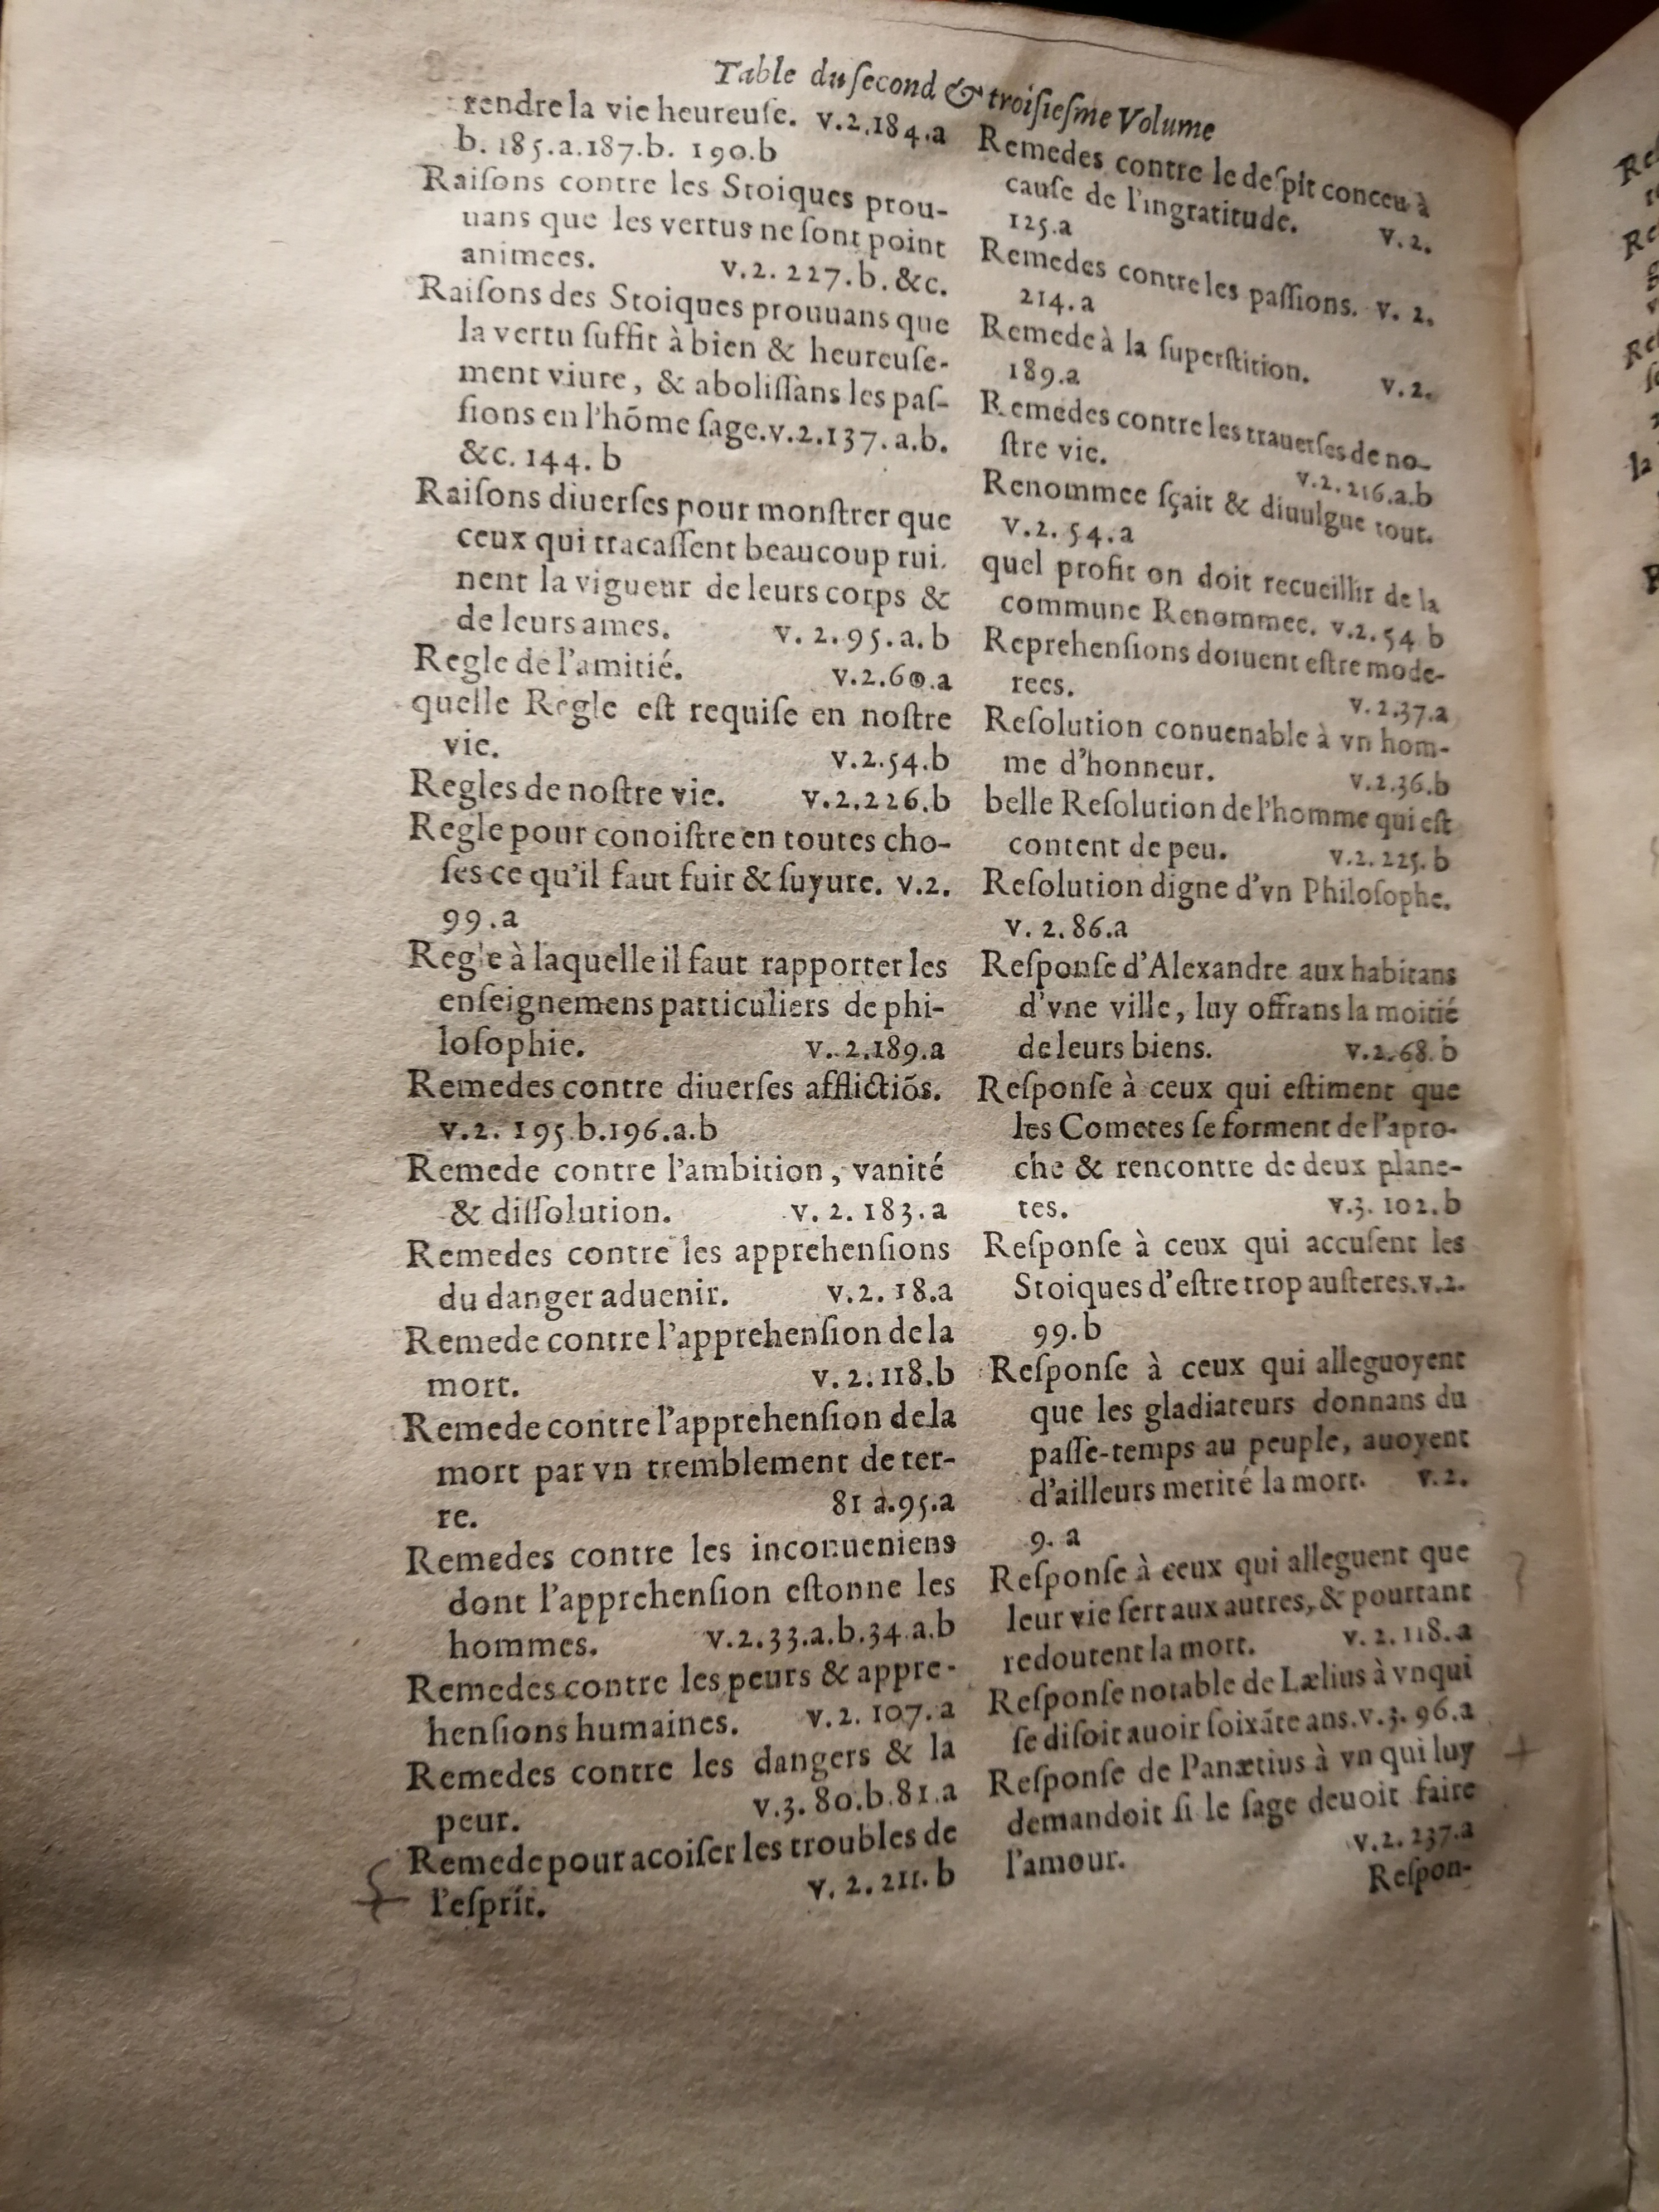 Table du ſecond & troiſieſme Volume
rendre la vie heureuſe. v.2.184.a
b. 185.a.187.b. 190.b
Raiſons contre les Stoiques prou-
uans que les vertus ne ſont point
animees. v.2. 227.b. &c.
Raiſons des Stoiques prouuans que
la vertu ſuffit à bien & heureuſe-
ment viure, & aboliſſans les paſ-
ſions en l'hõme ſage.v.2.137.a.b.
&c. 144. b
Raiſons diuerſes pour monſtrer que
ceux qui tracaſſent beaucoup rui.
nent la vigueur de leurs corps &
de leurs ames. v. 2.95.a.b
Regle de l'amitié. v.2.60.a
quelle Regle eſt requiſe en noſtre
vie. v.2.54.b
Regles de noſtre vie. v.2.226.b
Regle pour conoiſtre en toutes cho-
ſes ce qu'il faut fuir & ſuyure. v.2.
99.a
Regle à laquelle il faut rapporter les
enſeignemens particuliers de phi-
loſophie. v.2.189.a
Remedes contre diuerſes afflictiõs.
v.2. 195.b.196.a.b
Remede contre l'ambition, vanité
& diſſolution. v. 2. 183.a
Remedes contre les apprehenſions
du danger aduenir. v.2. 18.a
Remede contre l'apprehenſion de la
mort. v. 2. 118.b
Remede contre l'apprehenſion de la
mort par vn tremblement de ter-
re. 81 a.95.a
Remedes contre les inconueniens
dont l'apprehenſion eſtonne les
hommes. v.2.33.a.b.34.a.b
Remedes contre les peurs & appre-
henſions humaines. v.2. 107.a
Remedes contre les dangers & la
peur. v.3. 80.b.81.a
Remede pour acoiſer les troubles de
l'eſprit. v. 2. 211. b
Remedes contre le deſpit conceu à
cauſe de l'ingratitude. v.2.
125.a
Remedes contre les paſſions. v. 2.
214.a
Remede à la ſuperſtition. v.2.
189.a
Remedes contre les trauerſes de no-
ſtre vie. v.2.216.a.b
Renommee ſçait & diuulgue tout.
v.2. 54.a
quel profit on doit recueillir de la
commune Renommee. v.2.54 b
Reprehenſions doiuent eſtre mode-
rees. v.2.37.a
Reſolution conuenable à vn hom-
me d'honneur. v.2.36.b
belle Reſolution de l'homme qui eſt
content de peu. v.2.225.b
Reſolution digne d'vn Philoſophe.
v. 2. 86.a
Reſponſe d'Alexandre aux habitans
d'vne ville, luy offrans la moitié
de leurs biens. v.2.68.b
Reſponſe à ceux qui eſtiment que
les Cometes ſe forment de l'apro-
che & rencontre de deux plane-
tes. v.3. 102.b
Reſponſe à ceux qui accuſent les
Stoiques d'eſtre trop auſteres.v.2.
99.b
Reſponſe à ceux qui alleguoyent
que les gladiateurs donnans du
paſſe-temps au peuple, auoyent
d'ailleurs merité la mort. v.2.
9. a
Reſponſe à ceux qui alleguent que
leur vie ſert aux autres, & pourtant
redoutent la mort. v. 2. 118.a
Reſponſe notable de Lælius à vn qui
ſe diſoit auoir ſoixãte ans.v.3. 96.a
Reſponſe de Panætius à vn qui luy
demandoit ſi le ſage deuoit faire
l'amour. v.2. 237.a
Reſpon-